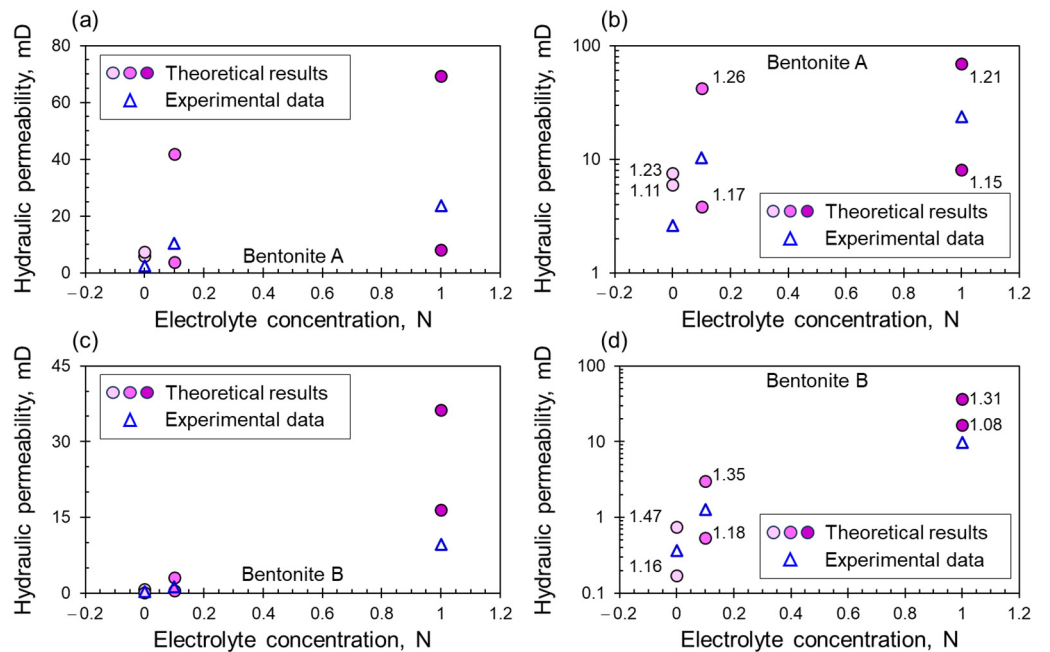 (a)
Hydraulic permeability, mD
80
60
40
20
0
Theoretical results
Experimental data
Bentonite A
−0.2 0 0.2 0.4 0.6 0.8 1 1.2
Electrolyte concentration, N
(b)
Hydraulic permeability, mD
100
10
1
Bentonite A
1.26
1.21
1.23
1.11
1.17
1.15
Theoretical results
Experimental data
−0.2 0 0.2 0.4 0.6 0.8 1 1.2
Electrolyte concentration, N
(c)
Hydraulic permeability, mD
45
30
15
0
Theoretical results
Experimental data
Bentonite B
−0.2 0 0.2 0.4 0.6 0.8 1 1.2
Electrolyte concentration, N
(d)
Hydraulic permeability, mD
100
10
1
0.1
Bentonite B
1.31
1.08
1.35
1.47
1.18
1.16
Theoretical results
Experimental data
−0.2 0 0.2 0.4 0.6 0.8 1 1.2
Electrolyte concentration, N